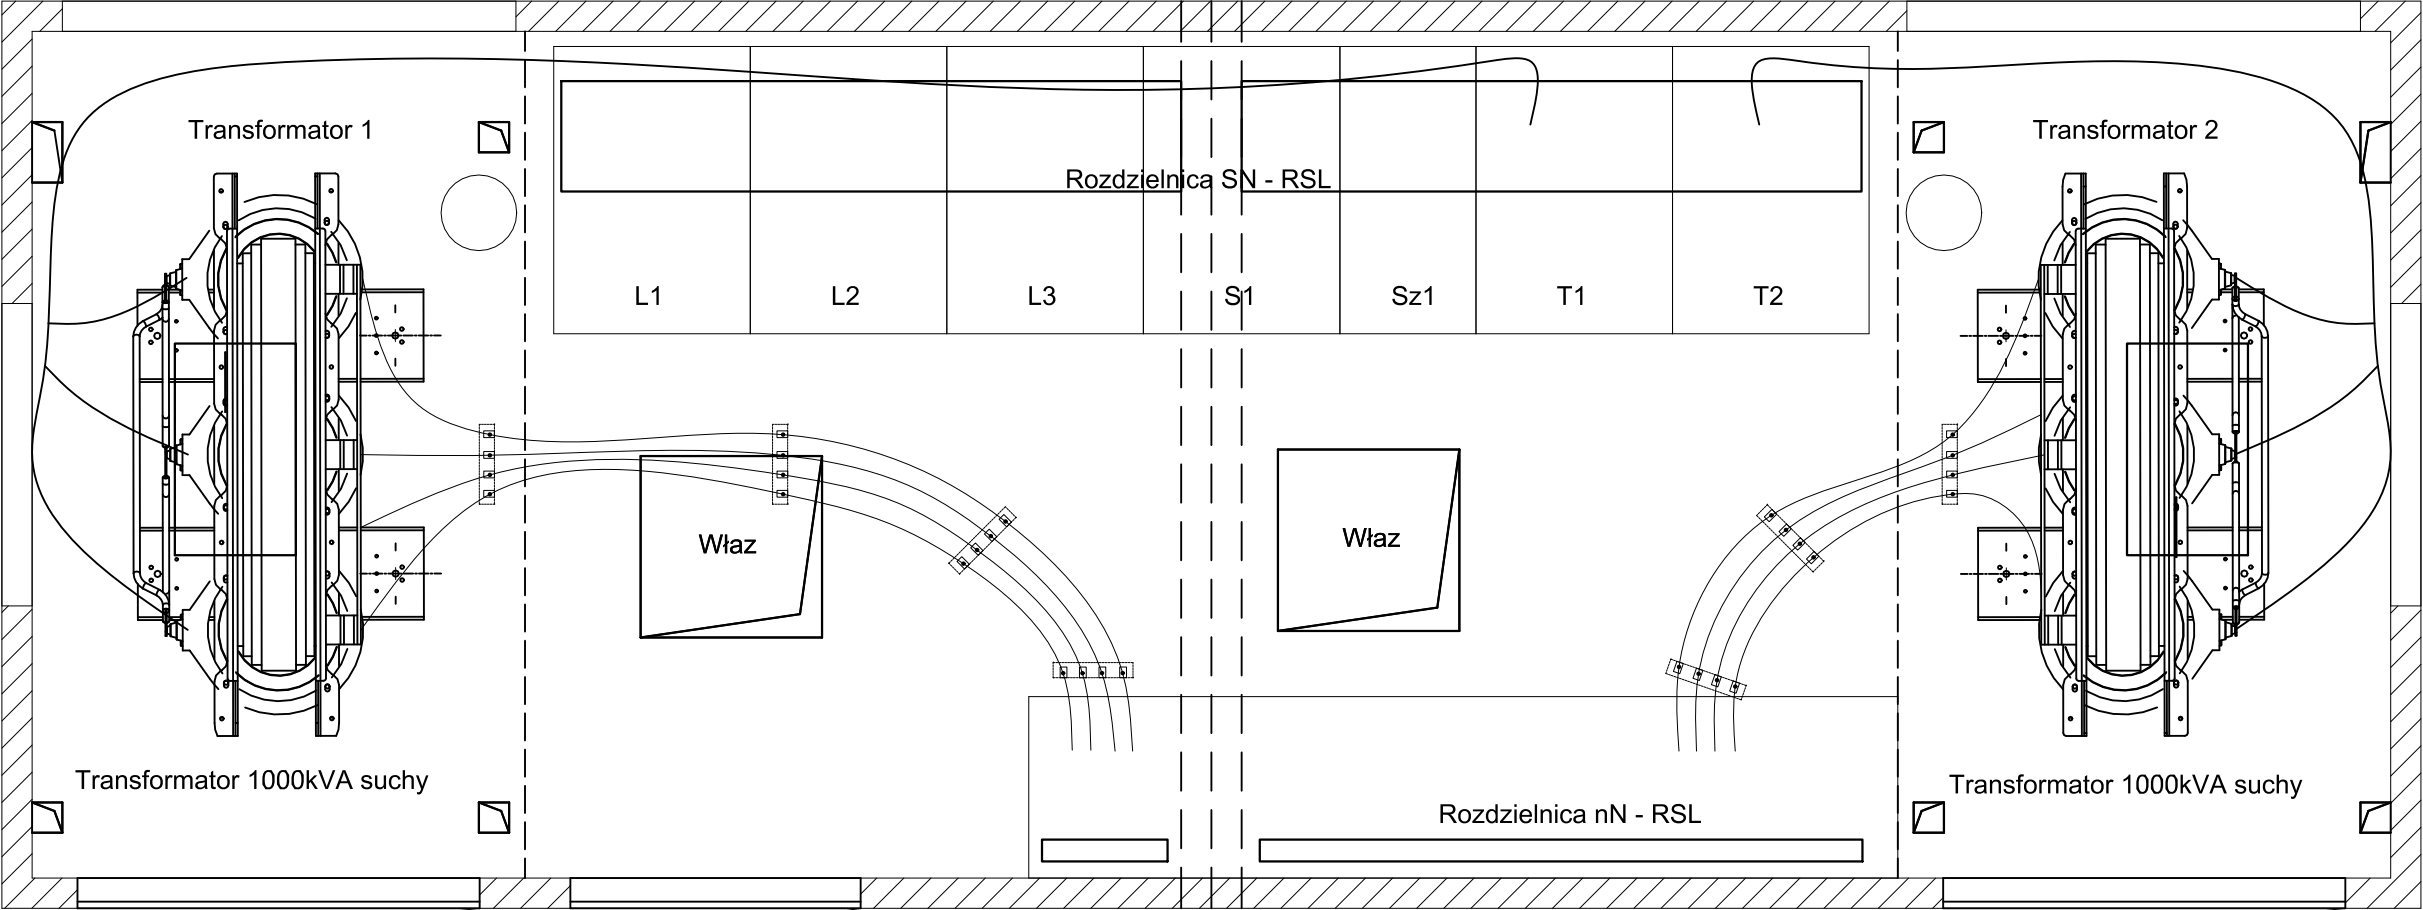 Transformator 1
Transformator 2
Rozdzielnica SN - RSL
L1
L2
L3
S1
Sz1
T1
T2
Właz
Właz
Transformator 1000kVA suchy
Transformator 1000kVA suchy
Rozdzielnica nN - RSL